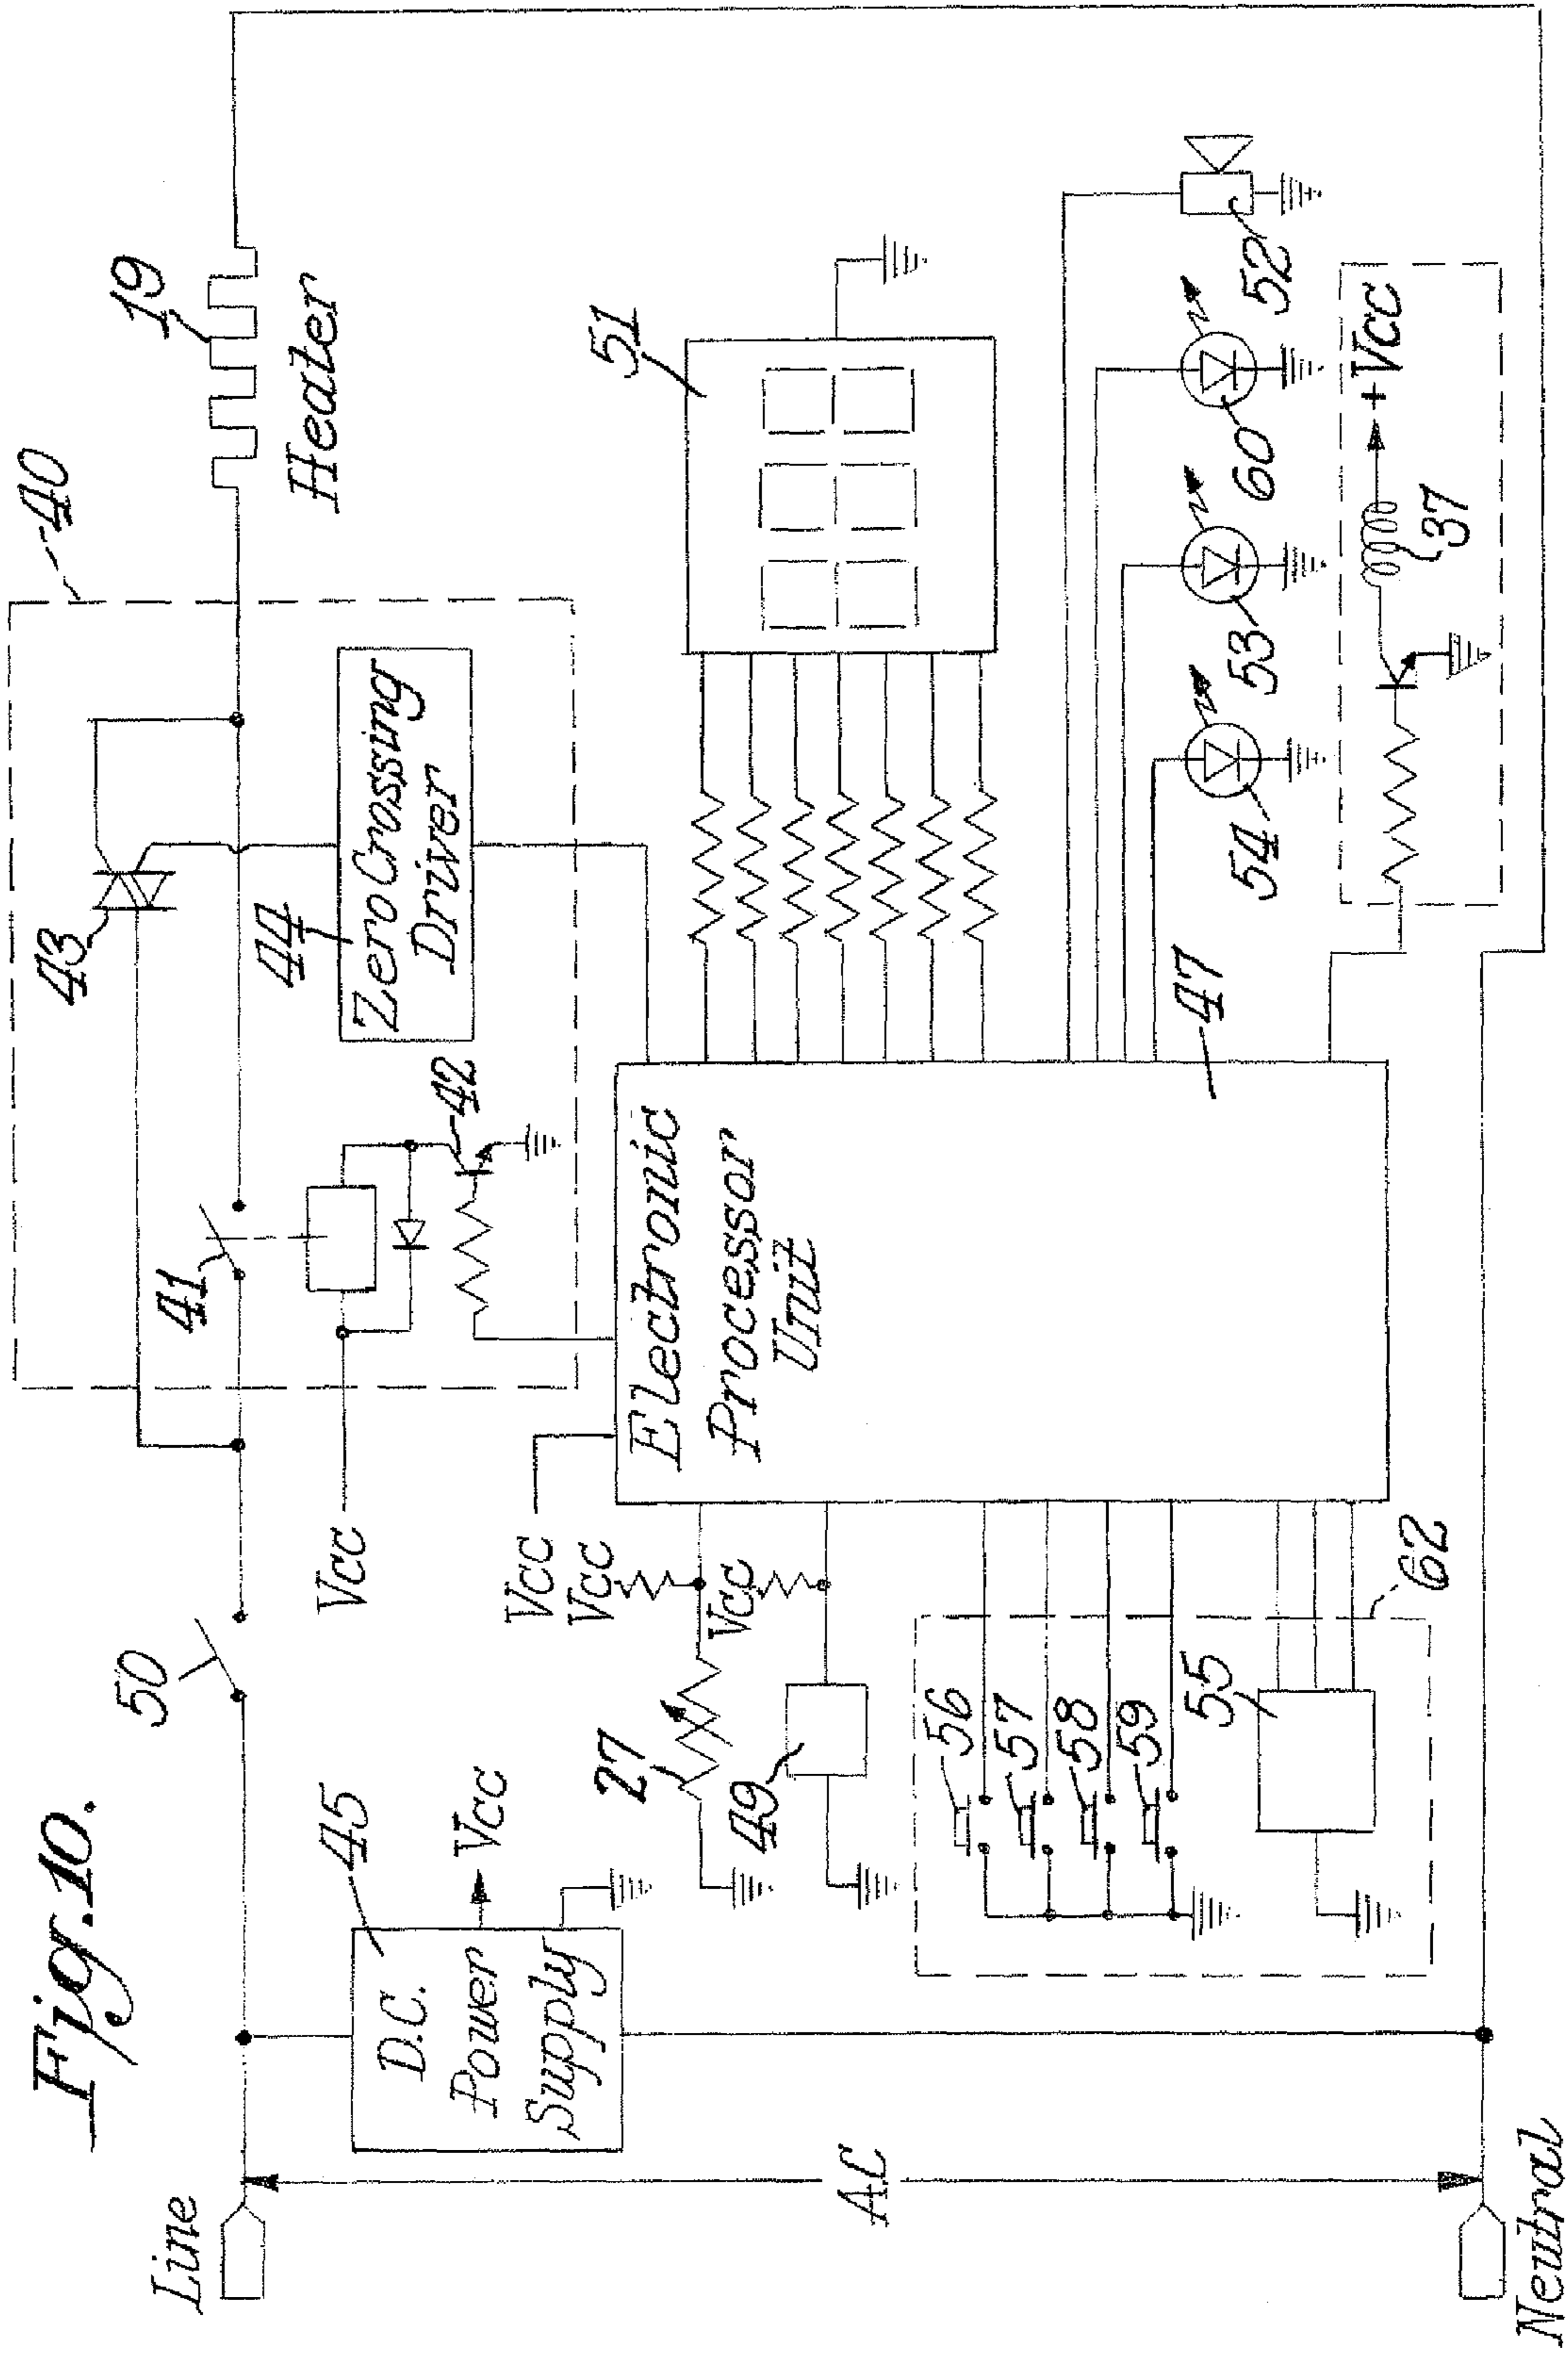 Fig.10.
Line
50
41
43
40
19
Heater
44
Zero Crossing
Driver
42
Vcc
45
D.C.
Power
Supply
Vcc
Vcc
Vcc
Vcc
27
49
Electronic
Processor
Unit
47
51
AC
56
57
58
59
55
62
54
53
60
52
+Vcc
37
Neutral